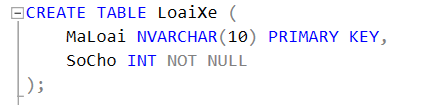 CREATE TABLE LoaiXe (
    MaLoai NVARCHAR(10) PRIMARY KEY,
    SoCho INT NOT NULL
);